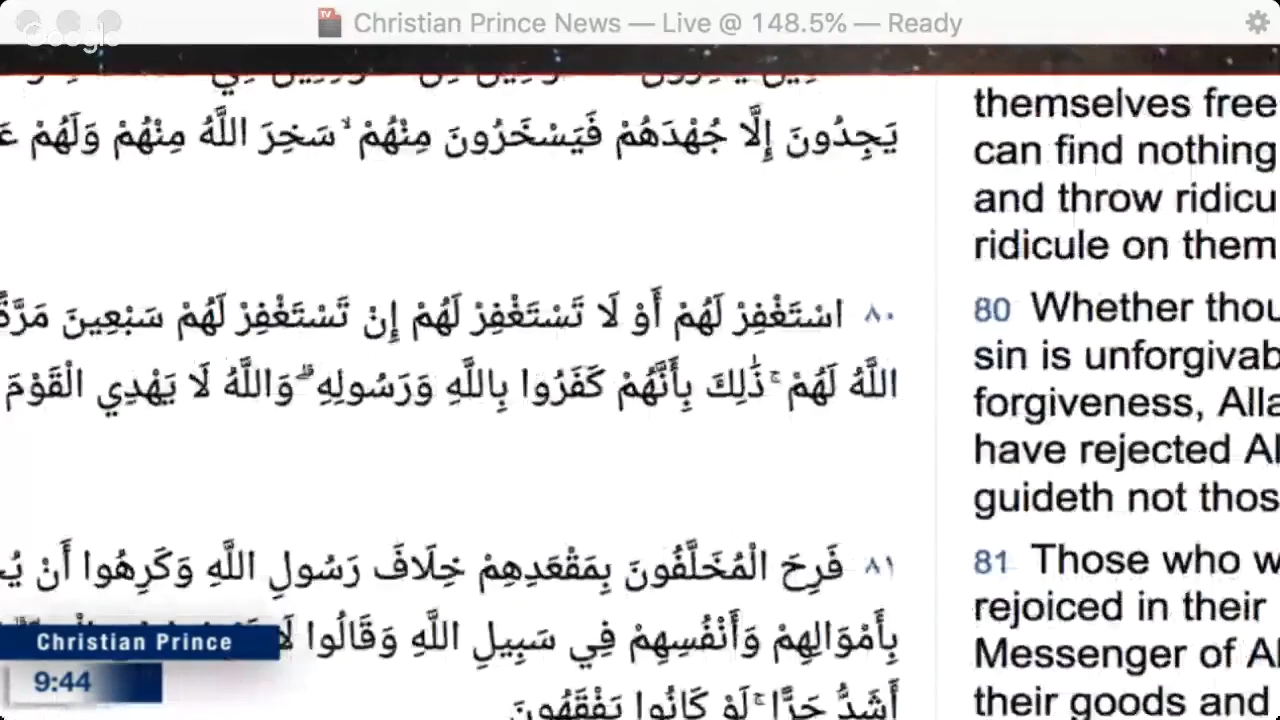 Christian Prince News — Live @ 148.5% — Ready
Google
يَجِدُونَ إِلَّا جُهْدَهُمْ فَيَسْخَرُونَ مِنْهُمْ ۙ سَخِرَ اللَّهُ مِنْهُمْ وَلَهُمْ
٨٠ اسْتَغْفِرْ لَهُمْ أَوْ لَا تَسْتَغْفِرْ لَهُمْ إِنْ تَسْتَغْفِرْ لَهُمْ سَبْعِينَ مَرَّةً
اللَّهُ لَهُمْ ۚ ذَٰلِكَ بِأَنَّهُمْ كَفَرُوا بِاللَّهِ وَرَسُولِهِ ۗ وَاللَّهُ لَا يَهْدِي الْقَوْمَ
٨١ فَرِحَ الْمُخَلَّفُونَ بِمَقْعَدِهِمْ خِلَافَ رَسُولِ اللَّهِ وَكَرِهُوا أَنْ
بِأَمْوَالِهِمْ وَأَنْفُسِهِمْ فِي سَبِيلِ اللَّهِ وَقَالُوا لَا
أَشَدُّ حَرًّا ۚ لَوْ كَانُوا يَفْقَهُونَ
themselves free
can find nothing
and throw ridicu
ridicule on them
80 Whether thou
sin is unforgivab
forgiveness, Alla
have rejected Al
guideth not thos
81 Those who w
rejoiced in their
Messenger of Al
their goods and
Christian Prince
9:44